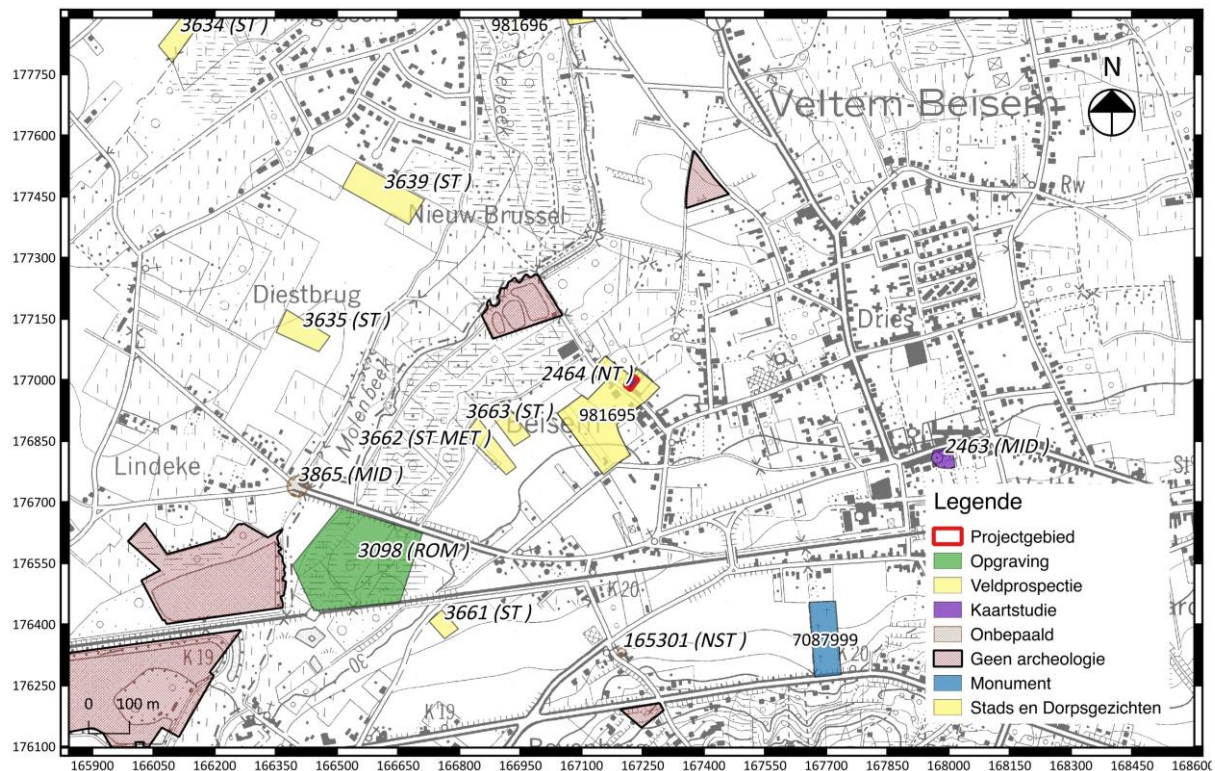 3634 (ST)
981696
177750
N
Veltem-Beisem
177600
3639 (ST)
Rw
177450
Nieuw-Brussel
177300
Diestbrug
3635 (ST)
177150
Dries
2464 (NT)
177000
3663 (ST)
981695
Beisem
176850
3662 (ST-MET)
Molenbeek
2463 (MID)
Lindeke
3865 (MID)
176700
Legende
Projectgebied
3098 (ROM)
Opgraving
176550
Veldprospectie
K 20
Kaartstudie
3661 (ST)
Onbepaald
176400
165301 (NST)
7087999
Geen archeologie
K 19
K 20
Monument
176250
0 100 m
K 19
Stads en Dorpsgezichten
176100
165900 166050 166200 166350 166500 166650 166800 166950 167100 167250 167400 167550 167700 167850 168000 168150 168300 168450 168600